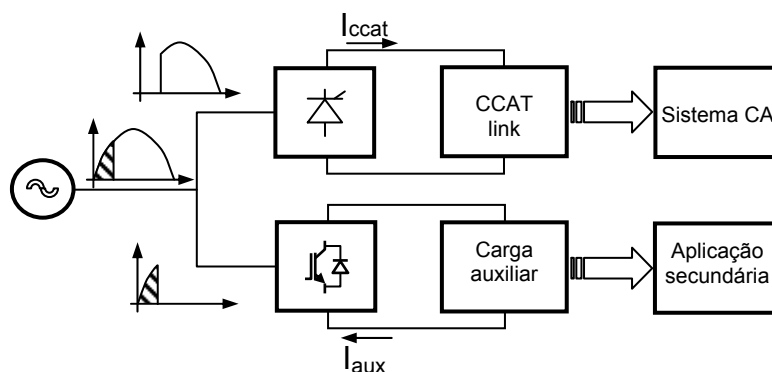 Iccat
CCAT
link
Sistema CA
Carga
auxiliar
Aplicação
secundária
Iaux